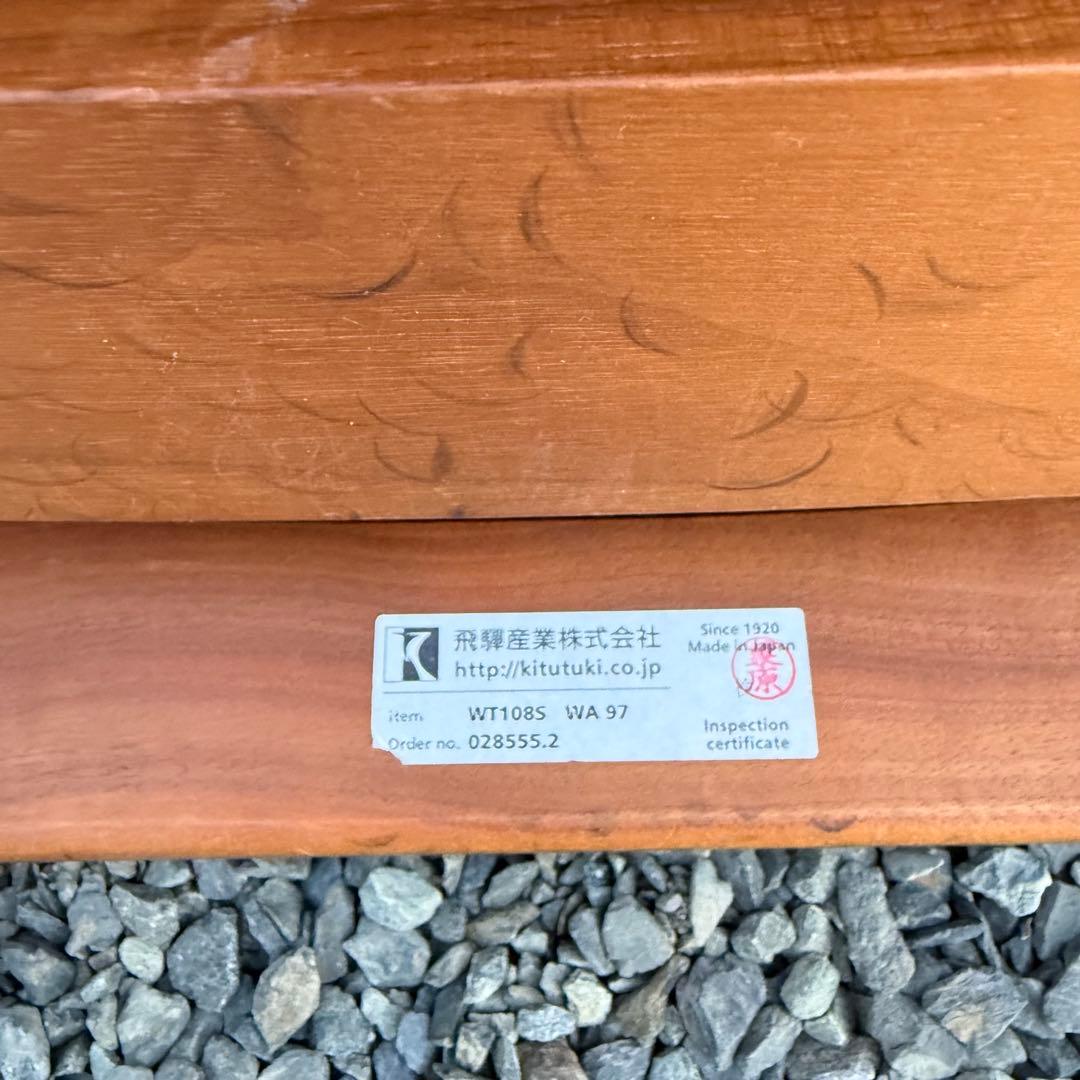 飛騨産業株式会社
http://kitutuki.co.jp
Since 1920
Made in Japan
item WT108S WA 97
Order no. 028555.2
Inspection
certificate